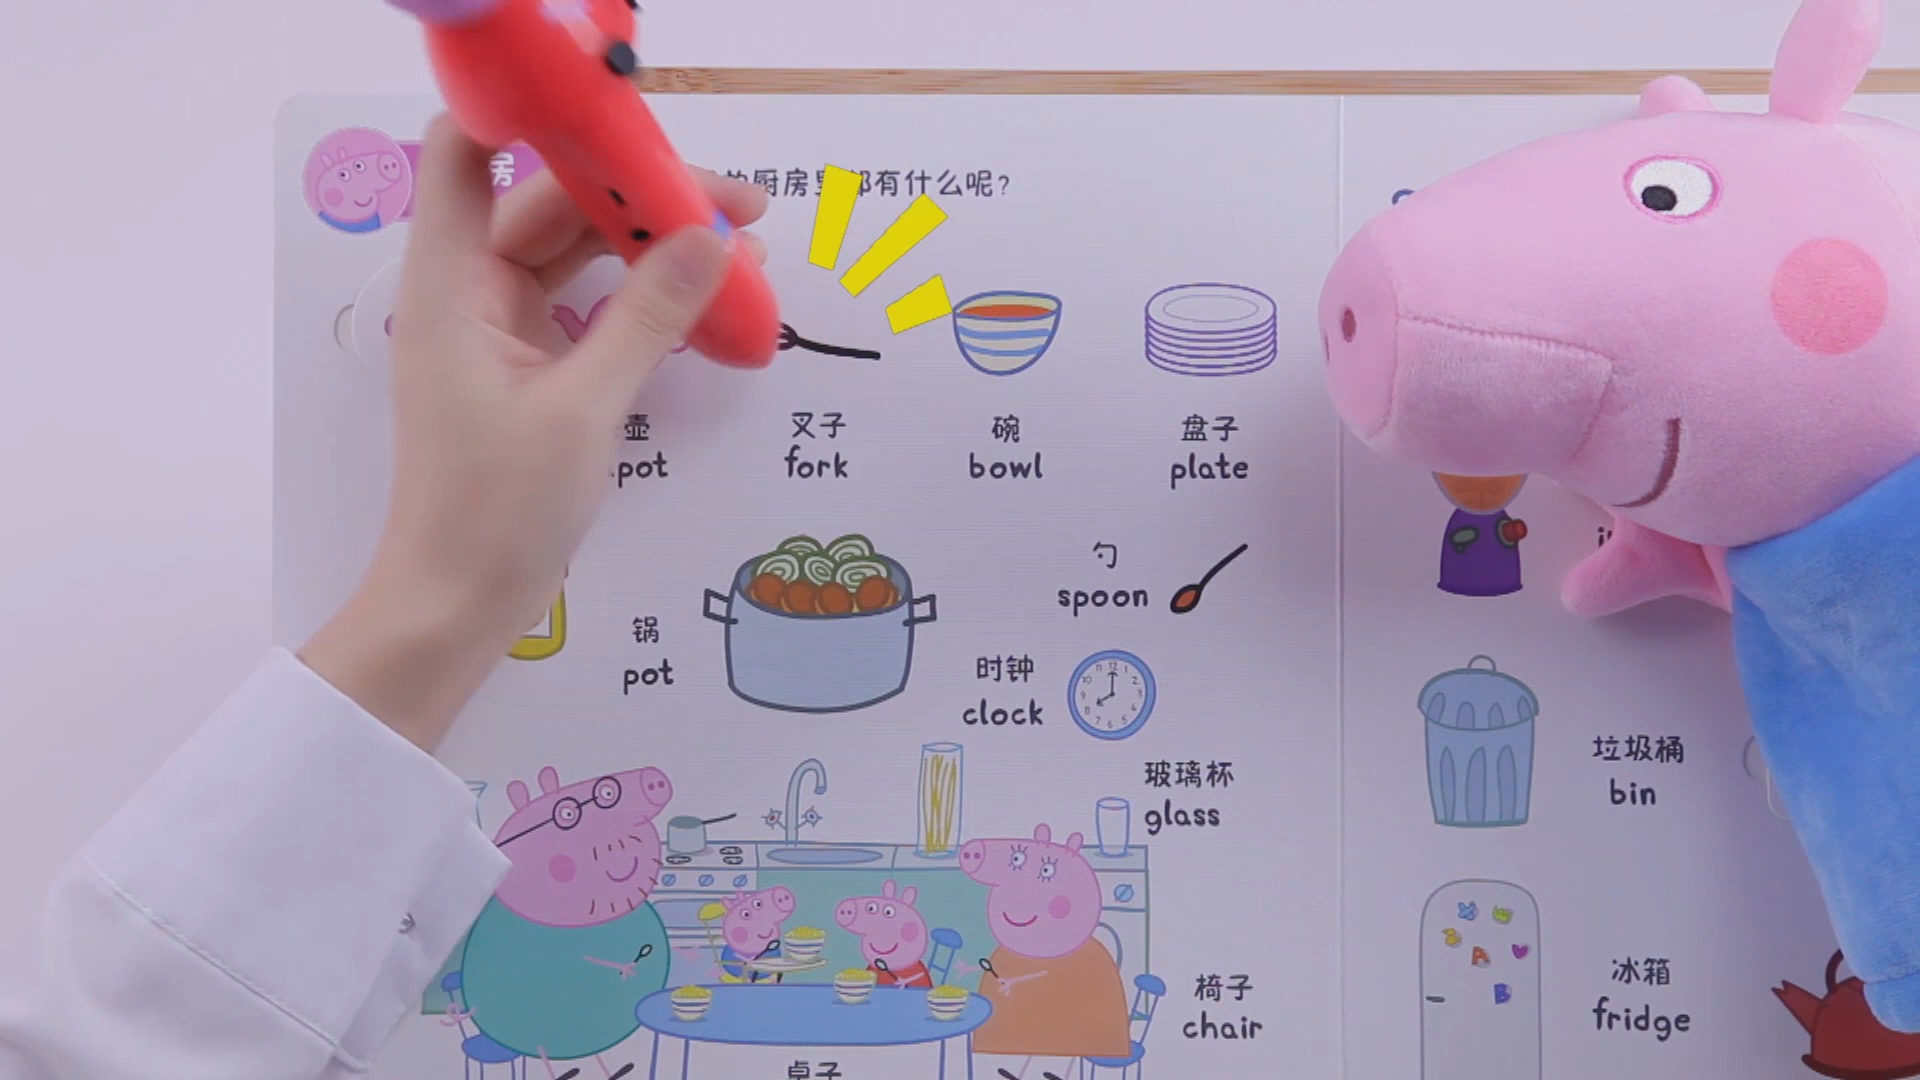 房
厨房里都有什么呢?
壶
pot
叉子
fork
碗
bowl
盘子
plate
勺
spoon
锅
pot
时钟
clock
玻璃杯
glass
垃圾桶
bin
椅子
chair
冰箱
fridge
桌子